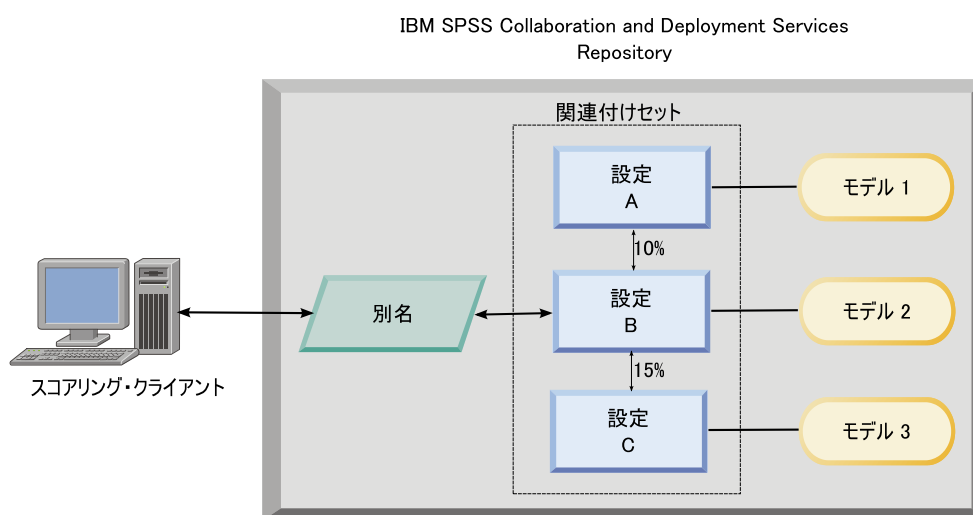 IBM SPSS Collaboration and Deployment Services
Repository
関連付けセット
設定
A
モデル 1
10%
別名
設定
B
モデル 2
15%
スコアリング・クライアント
設定
C
モデル 3